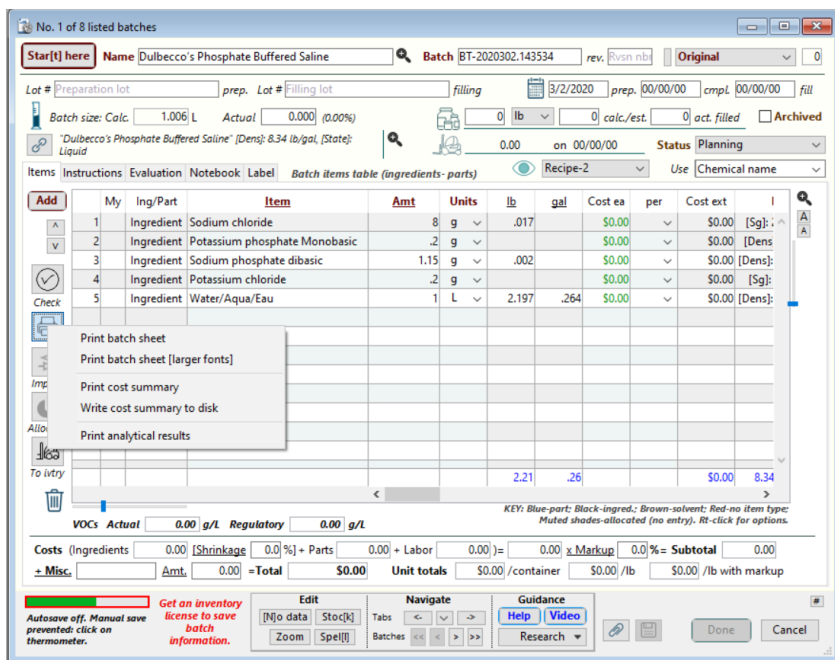 No. 1 of 8 listed batches
Star[t] here Name Dulbecco's Phosphate Buffered Saline Batch BT-2020302.143534 rev. Rvsn nbr Original 0
Lot # Preparation lot prep. Lot # Filling lot filling 3/2/2020 prep. 00/00/00 cmpl. 00/00/00 fill
Batch size: Calc. 1.006 L Actual 0.000 (0.00%) 0 lb 0 calc./est. 0 act. filled Archived
"Dulbecco's Phosphate Buffered Saline" [Dens]: 8.34 lb/gal, [State]:
Liquid
0.00 on 00/00/00 Status Planning
Items Instructions Evaluation Notebook Label Batch items table (ingredients- parts) Recipe-2 Use Chemical name
Add My Ing/Part Item Amt Units lb gal Cost ea per Cost ext
1 Ingredient Sodium chloride 8 g .017 $0.00 $0.00 [Sg]:
2 Ingredient Potassium phosphate Monobasic .2 g $0.00 $0.00 [Dens
3 Ingredient Sodium phosphate dibasic 1.15 g .002 $0.00 $0.00 [Dens]:
4 Ingredient Potassium chloride .2 g $0.00 $0.00 [Sg]:
5 Ingredient Water/Aqua/Eau 1 L 2.197 .264 $0.00 $0.00 [Dens]:
A
A
Check
Print batch sheet
Print batch sheet [larger fonts]
Print cost summary
Write cost summary to disk
Print analytical results
Imp
Allo
To ivtry
2.21 .26 $0.00 8.34
KEY: Blue-part; Black-ingred.; Brown-solvent; Red-no item type;
Muted shades-allocated (no entry). Rt-click for options.
VOCs Actual 0.00 g/L Regulatory 0.00 g/L
Costs (Ingredients 0.00 [Shrinkage 0.0 %] + Parts 0.00 + Labor 0.00 )= 0.00 x Markup 0.0 %= Subtotal 0.00
+ Misc. Amt. 0.00 =Total $0.00 Unit totals $0.00 /container $0.00 /lb $0.00 /lb with markup
Autosave off. Manual save
prevented: click on
thermometer.
Get an inventory
license to save
batch
information.
Edit
[N]o data Stoc[k]
Zoom Spel[l]
Navigate
Tabs <- ->
Batches << < > >>
Guidance
Help Video
Research
#
Done Cancel